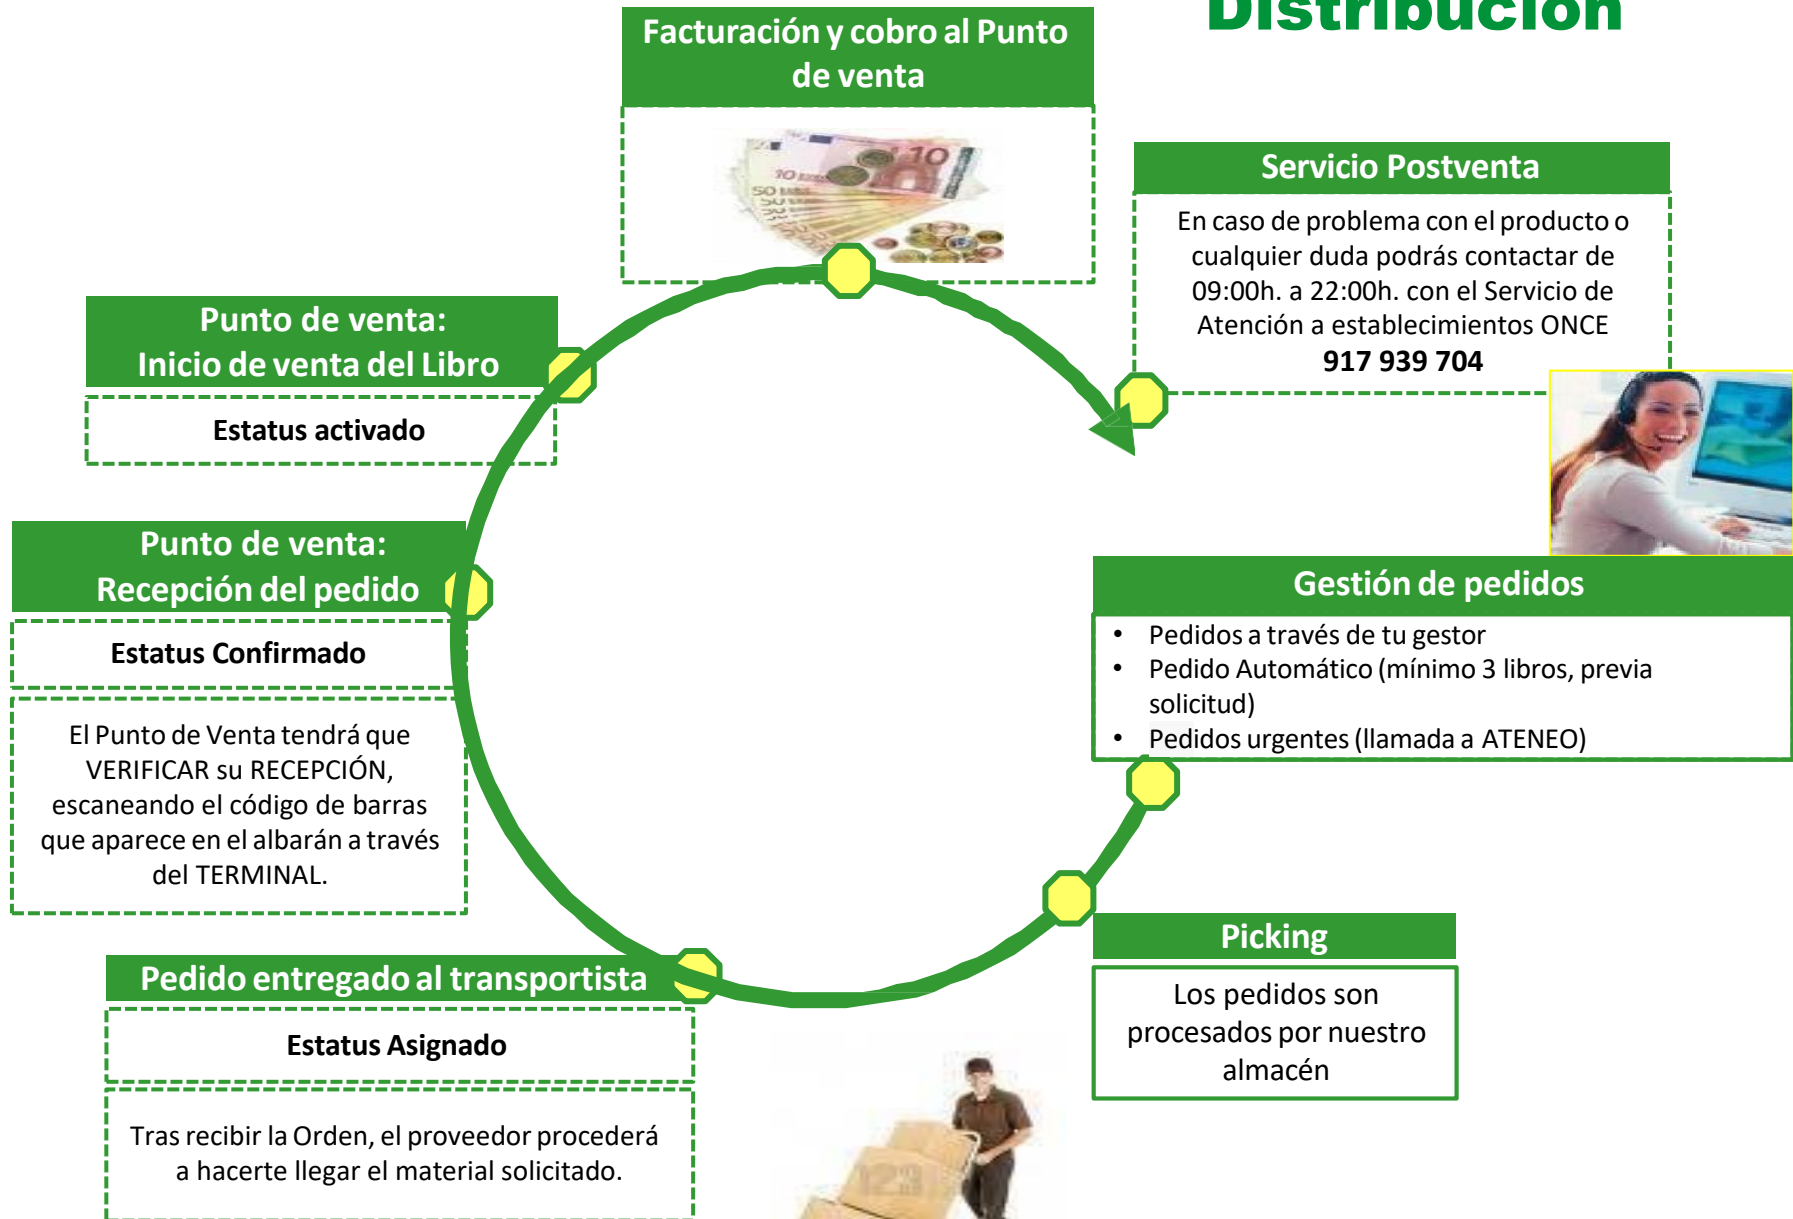 Distribución
Facturación y cobro al Punto
de venta
Servicio Postventa
En caso de problema con el producto o
cualquier duda podrás contactar de
09:00h. a 22:00h. con el Servicio de
Atención a establecimientos ONCE
917 939 704
Punto de venta:
Inicio de venta del Libro
Estatus activado
Punto de venta:
Recepción del pedido
Estatus Confirmado
El Punto de Venta tendrá que
VERIFICAR su RECEPCIÓN,
escaneando el código de barras
que aparece en el albarán a través
del TERMINAL.
Gestión de pedidos
• Pedidos a través de tu gestor
• Pedido Automático (mínimo 3 libros, previa
solicitud)
• Pedidos urgentes (llamada a ATENEO)
Picking
Los pedidos son
procesados por nuestro
almacén
Pedido entregado al transportista
Estatus Asignado
Tras recibir la Orden, el proveedor procederá
a hacerte llegar el material solicitado.
10
10
50
123